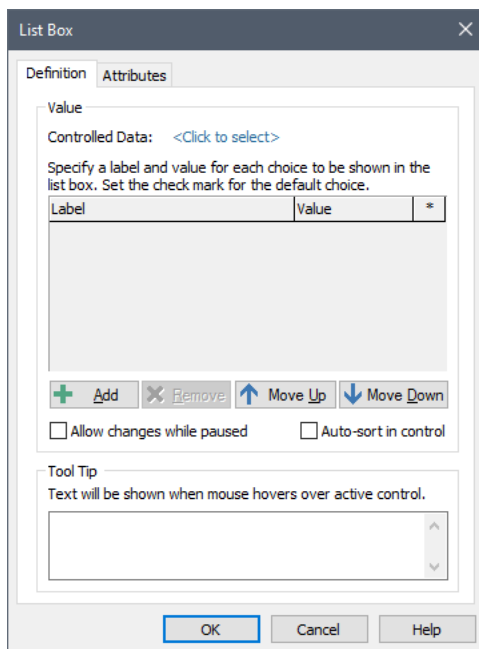 List Box
Definition Attributes
Value
Controlled Data: <Click to select>
Specify a label and value for each choice to be shown in the
list box. Set the check mark for the default choice.
Label Value *
Add Remove Move Up Move Down
Allow changes while paused Auto-sort in control
Tool Tip
Text will be shown when mouse hovers over active control.
OK Cancel Help